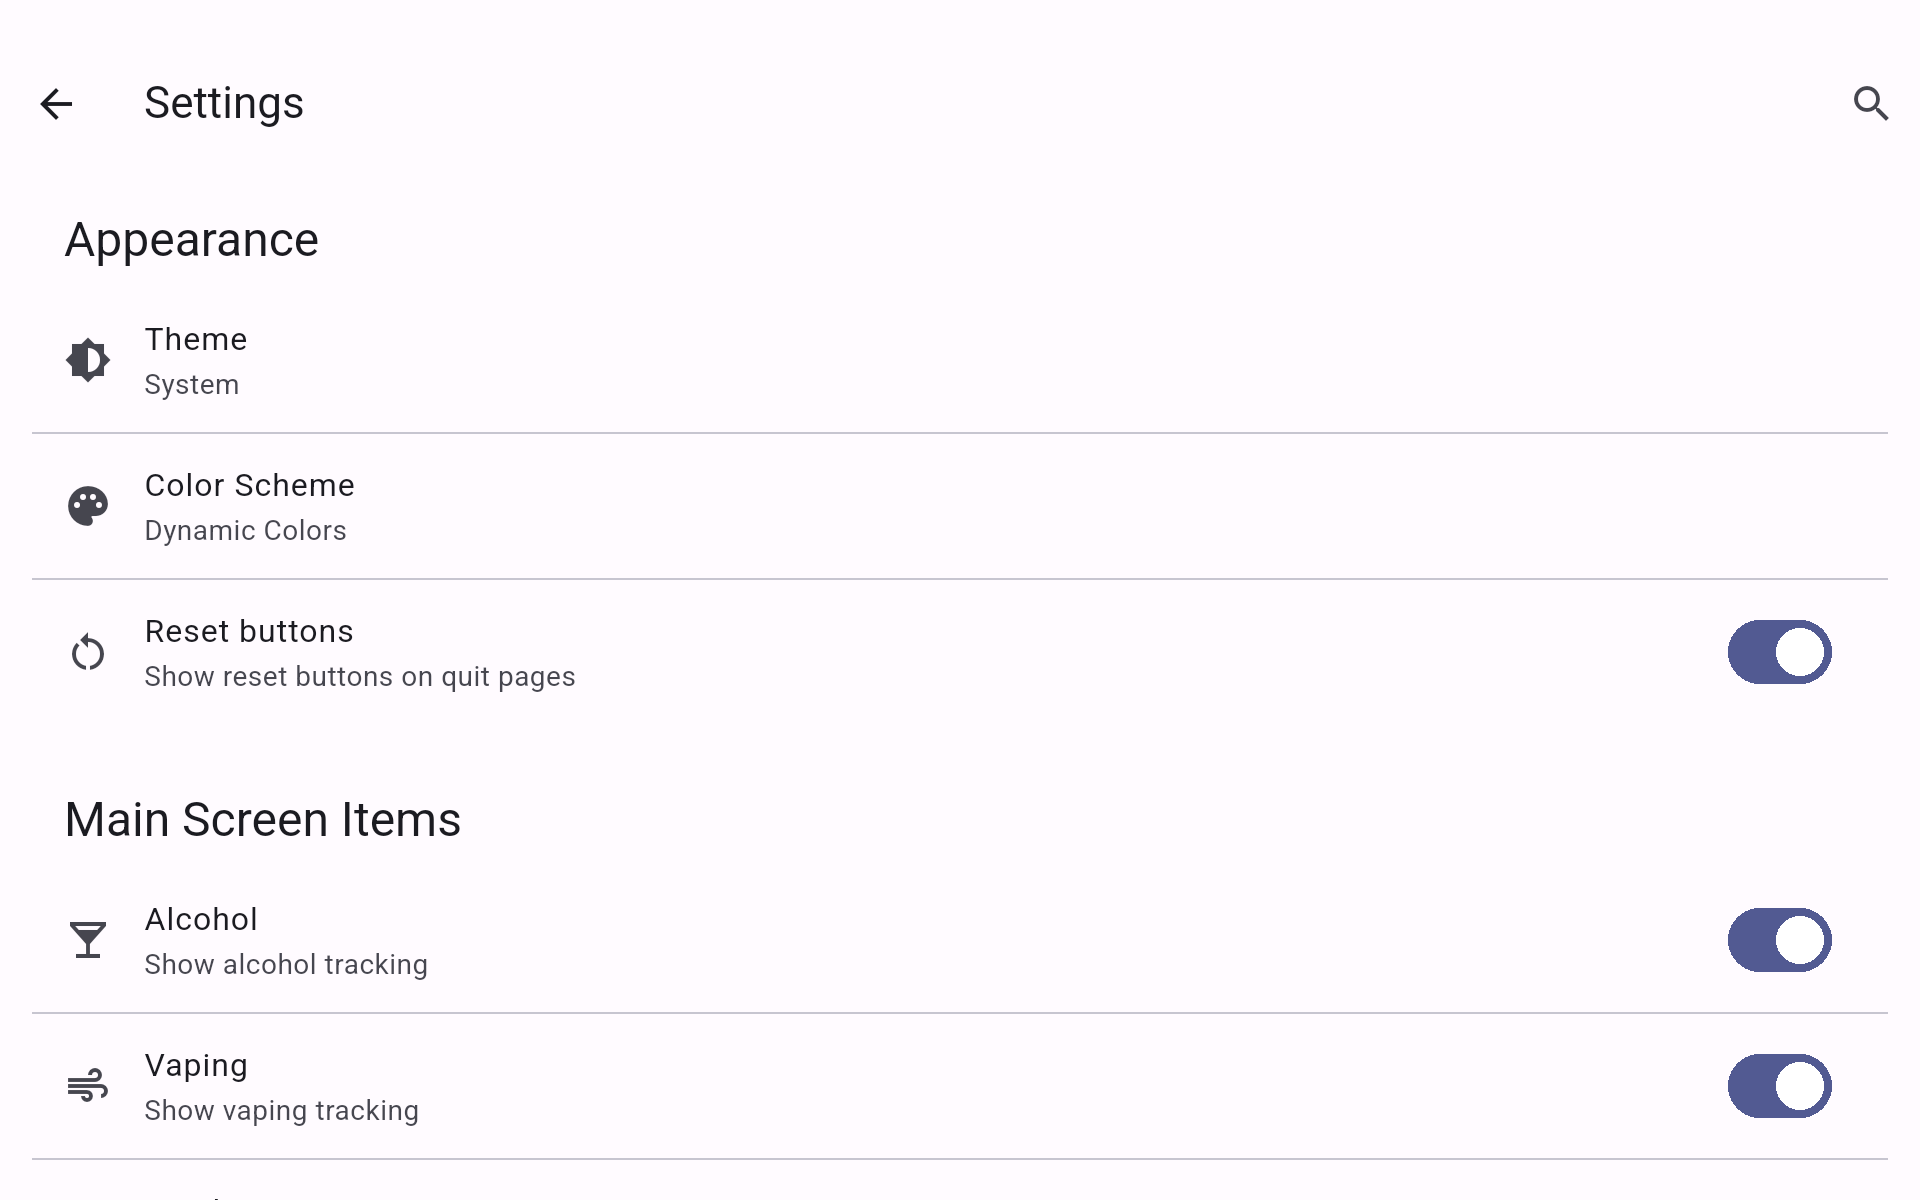 Settings
Appearance
Theme
System
Color Scheme
Dynamic Colors
Reset buttons
Show reset buttons on quit pages
Main Screen Items
Alcohol
Show alcohol tracking
Vaping
Show vaping tracking